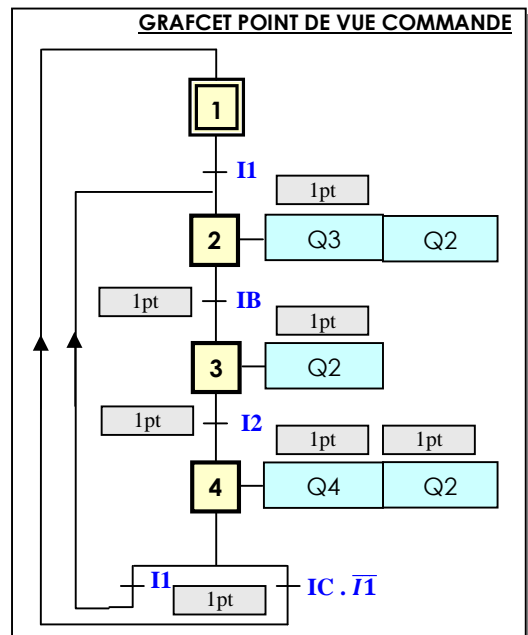 GRAFCET POINT DE VUE COMMANDE
1
I1
1pt
2 Q3 Q2
1pt IB
1pt
3 Q2
1pt I2
1pt 1pt
4 Q4 Q2
I1 IC . I̅1̅
1pt